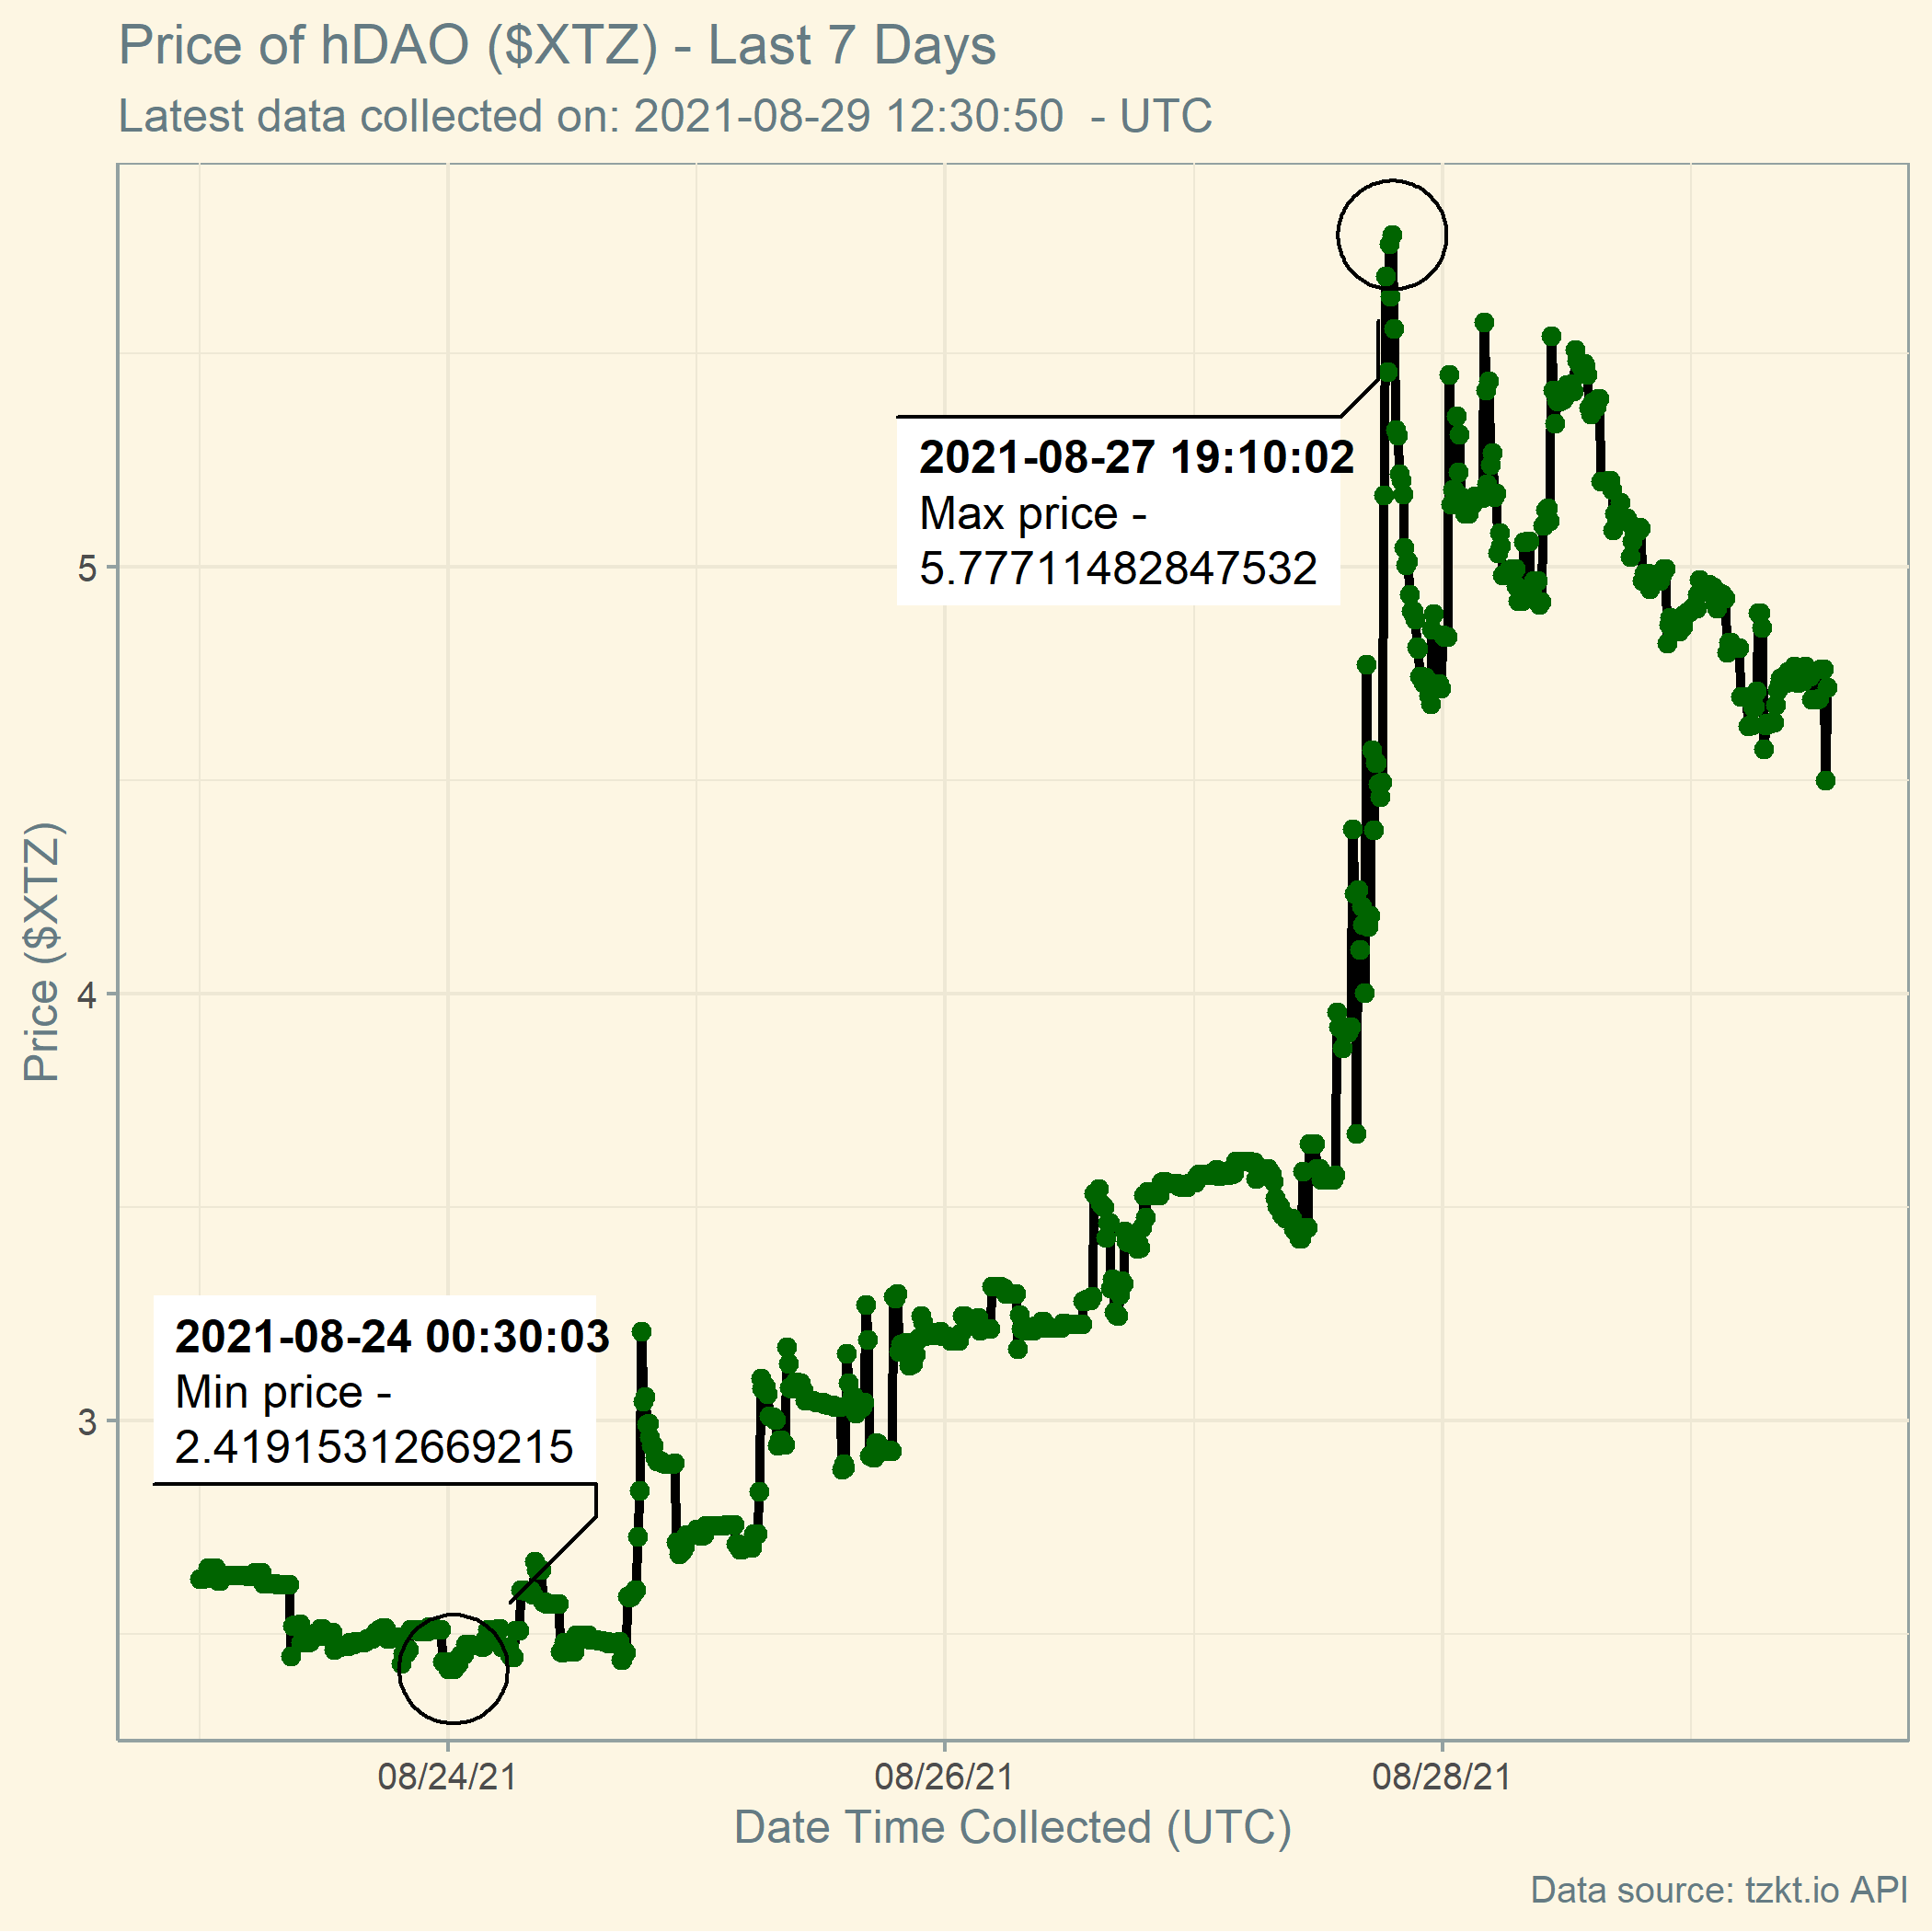 Price of hDAO ($XTZ) - Last 7 Days
Latest data collected on: 2021-08-29 12:30:50  - UTC
2021-08-27 19:10:02
Max price -
5.77711482847532
5
Price ($XTZ)
4
2021-08-24 00:30:03
Min price -
2.41915312669215
3
08/24/21
08/26/21
08/28/21
Date Time Collected (UTC)
Data source: tzkt.io API